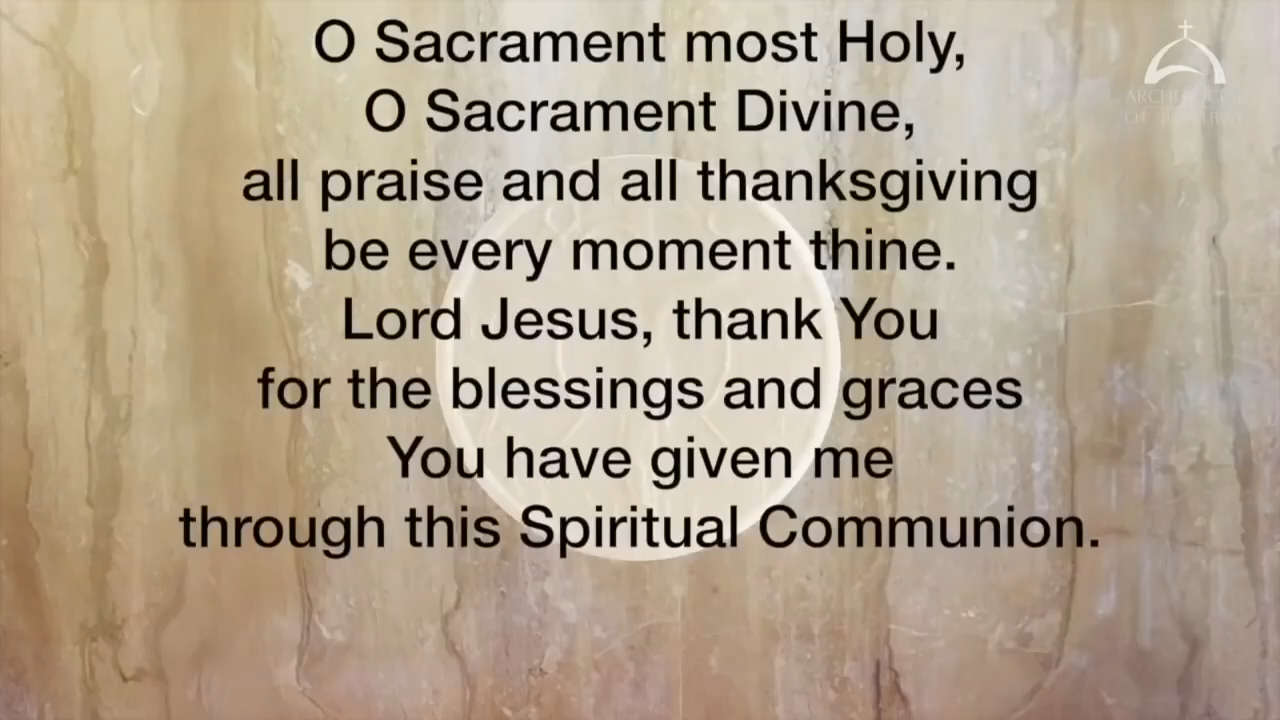 O Sacrament most Holy,
O Sacrament Divine,
all praise and all thanksgiving
be every moment thine.
Lord Jesus, thank You
for the blessings and graces
You have given me
through this Spiritual Communion.
OF